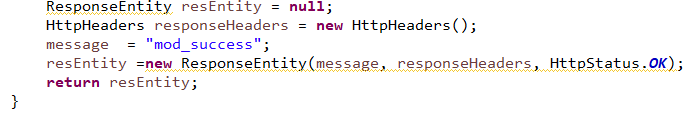 ResponseEntity resEntity = null;
HttpHeaders responseHeaders = new HttpHeaders();
message  = "mod_success";
resEntity =new ResponseEntity(message, responseHeaders, HttpStatus.OK);
return resEntity;
}